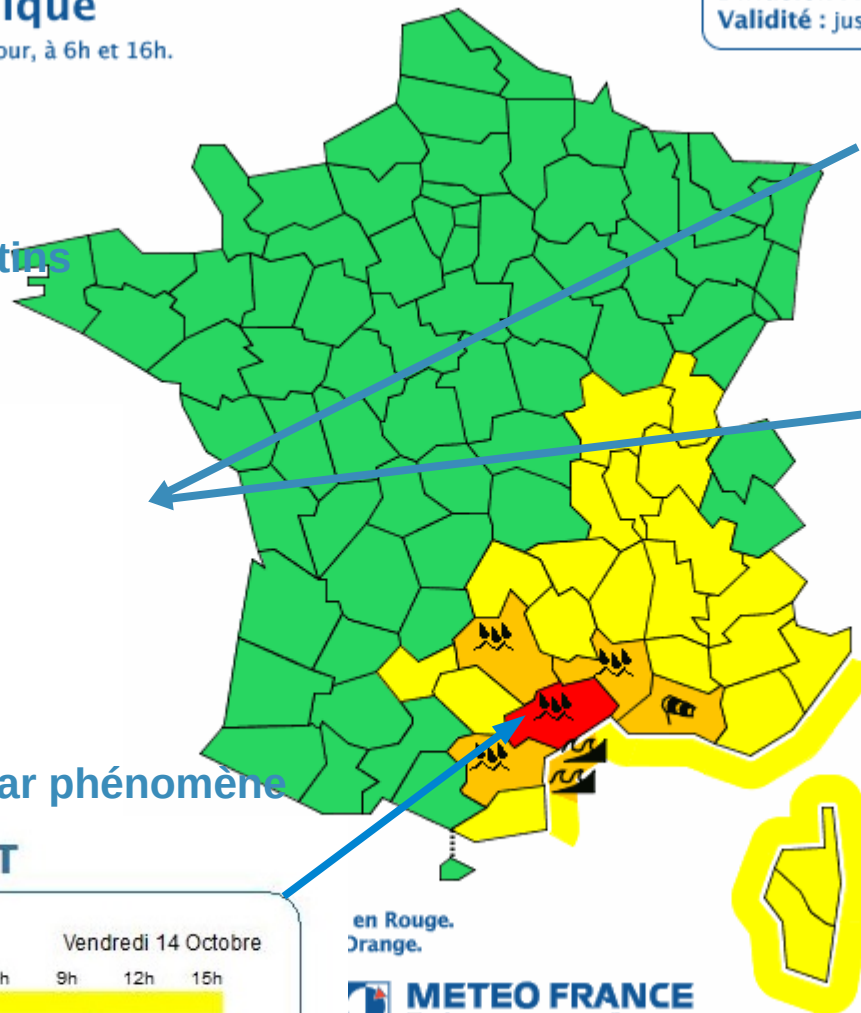 ique
our, à 6h et 16h.
Validité : jus
tins
ar phénomène
T
Vendredi 14 Octobre
h 9h 12h 15h
en Rouge.
Orange.
METEO FRANCE